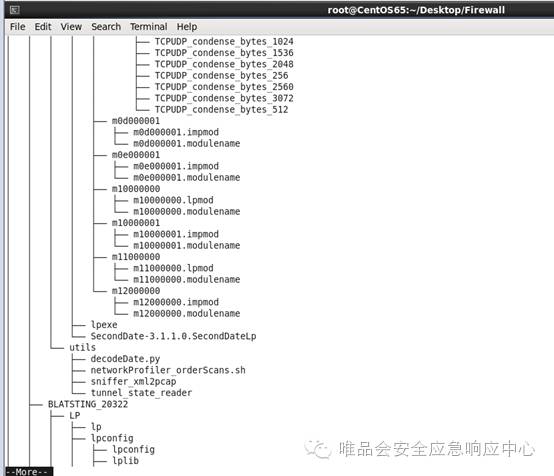 root@CentOS65:~/Desktop/Firewall
File Edit View Search Terminal Help
TCPUDP_condense_bytes_1024
TCPUDP_condense_bytes_1536
TCPUDP_condense_bytes_2048
TCPUDP_condense_bytes_256
TCPUDP_condense_bytes_2560
TCPUDP_condense_bytes_3072
TCPUDP_condense_bytes_512
m0d000001
m0d000001.impmod
m0d000001.modulename
m0e000001
m0e000001.impmod
m0e000001.modulename
m10000000
m10000000.lpmod
m10000000.modulename
m10000001
m10000001.impmod
m10000001.modulename
m11000000
m11000000.lpmod
m11000000.modulename
m12000000
m12000000.impmod
m12000000.modulename
lpexe
SecondDate-3.1.1.0.SecondDateLp
utils
decodeDate.py
networkProfiler_orderScans.sh
sniffer_xml2pcap
tunnel_state_reader
BLATSTING_20322
LP
lp
lpconfig
lpconfig
lplib
--More--
唯品会安全应急响应中心